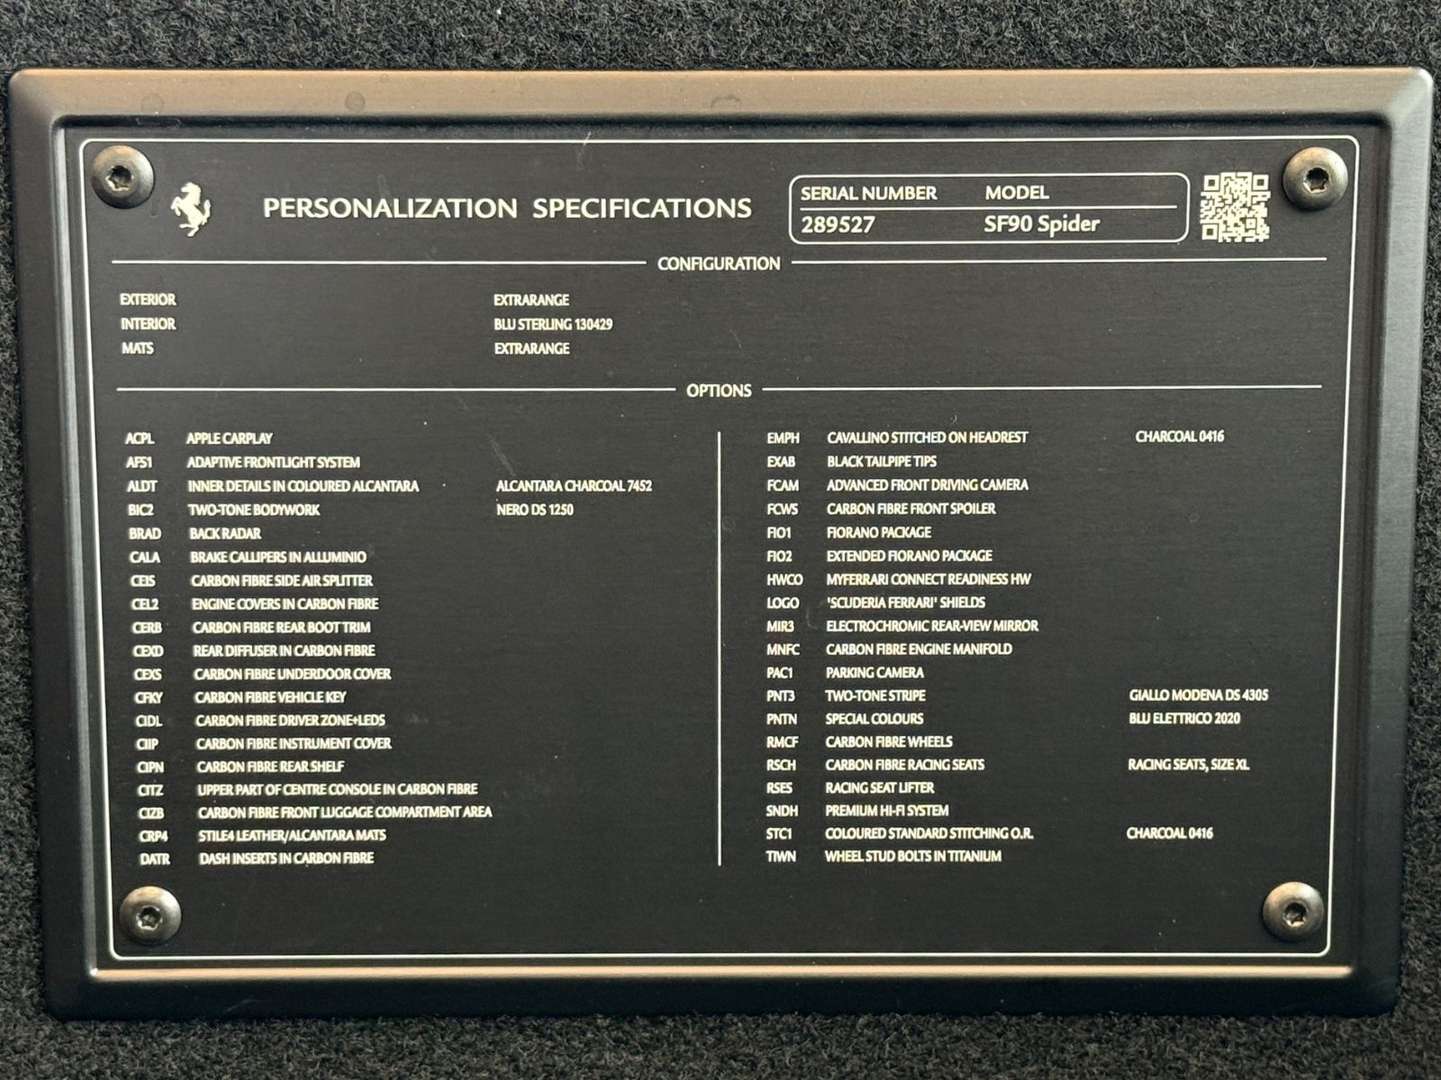 PERSONALIZATION SPECIFICATIONS
SERIAL NUMBER MODEL
289527 SF90 Spider
CONFIGURATION
EXTERIOR EXTRARANGE
INTERIOR BLU STERLING 130429
MATS EXTRARANGE
OPTIONS
ACPL APPLE CARPLAY
AFS1 ADAPTIVE FRONTLIGHT SYSTEM
ALDT INNER DETAILS IN COLOURED ALCANTARA ALCANTARA CHARCOAL 7452
BIC2 TWO-TONE BODYWORK NERO DS 1250
BRAD BACK RADAR
CALA BRAKE CALLIPERS IN ALLUMINIO
CEIS CARBON FIBRE SIDE AIR SPLITTER
CEL2 ENGINE COVERS IN CARBON FIBRE
CERB CARBON FIBRE REAR BOOT TRIM
CEXD REAR DIFFUSER IN CARBON FIBRE
CEXS CARBON FIBRE UNDERDOOR COVER
CFKY CARBON FIBRE VEHICLE KEY
CIDL CARBON FIBRE DRIVER ZONE+LEDS
CIIP CARBON FIBRE INSTRUMENT COVER
CIPN CARBON FIBRE REAR SHELF
CITZ UPPER PART OF CENTRE CONSOLE IN CARBON FIBRE
CIZB CARBON FIBRE FRONT LUGGAGE COMPARTMENT AREA
CRP4 STILE4 LEATHER/ALCANTARA MATS
DATR DASH INSERTS IN CARBON FIBRE
EMPH CAVALLINO STITCHED ON HEADREST CHARCOAL 0416
EXAB BLACK TAILPIPE TIPS
FCAM ADVANCED FRONT DRIVING CAMERA
FCWS CARBON FIBRE FRONT SPOILER
FIO1 FIORANO PACKAGE
FIO2 EXTENDED FIORANO PACKAGE
HWCO MYFERRARI CONNECT READINESS HW
LOGO 'SCUDERIA FERRARI' SHIELDS
MIR3 ELECTROCHROMIC REAR-VIEW MIRROR
MNFC CARBON FIBRE ENGINE MANIFOLD
PAC1 PARKING CAMERA
PNT3 TWO-TONE STRIPE GIALLO MODENA DS 4305
PNTN SPECIAL COLOURS BLU ELETTRICO 2020
RMCF CARBON FIBRE WHEELS
RSCH CARBON FIBRE RACING SEATS RACING SEATS, SIZE XL
RSES RACING SEAT LIFTER
SNDH PREMIUM HI-FI SYSTEM
STC1 COLOURED STANDARD STITCHING O.R. CHARCOAL 0416
TIWN WHEEL STUD BOLTS IN TITANIUM